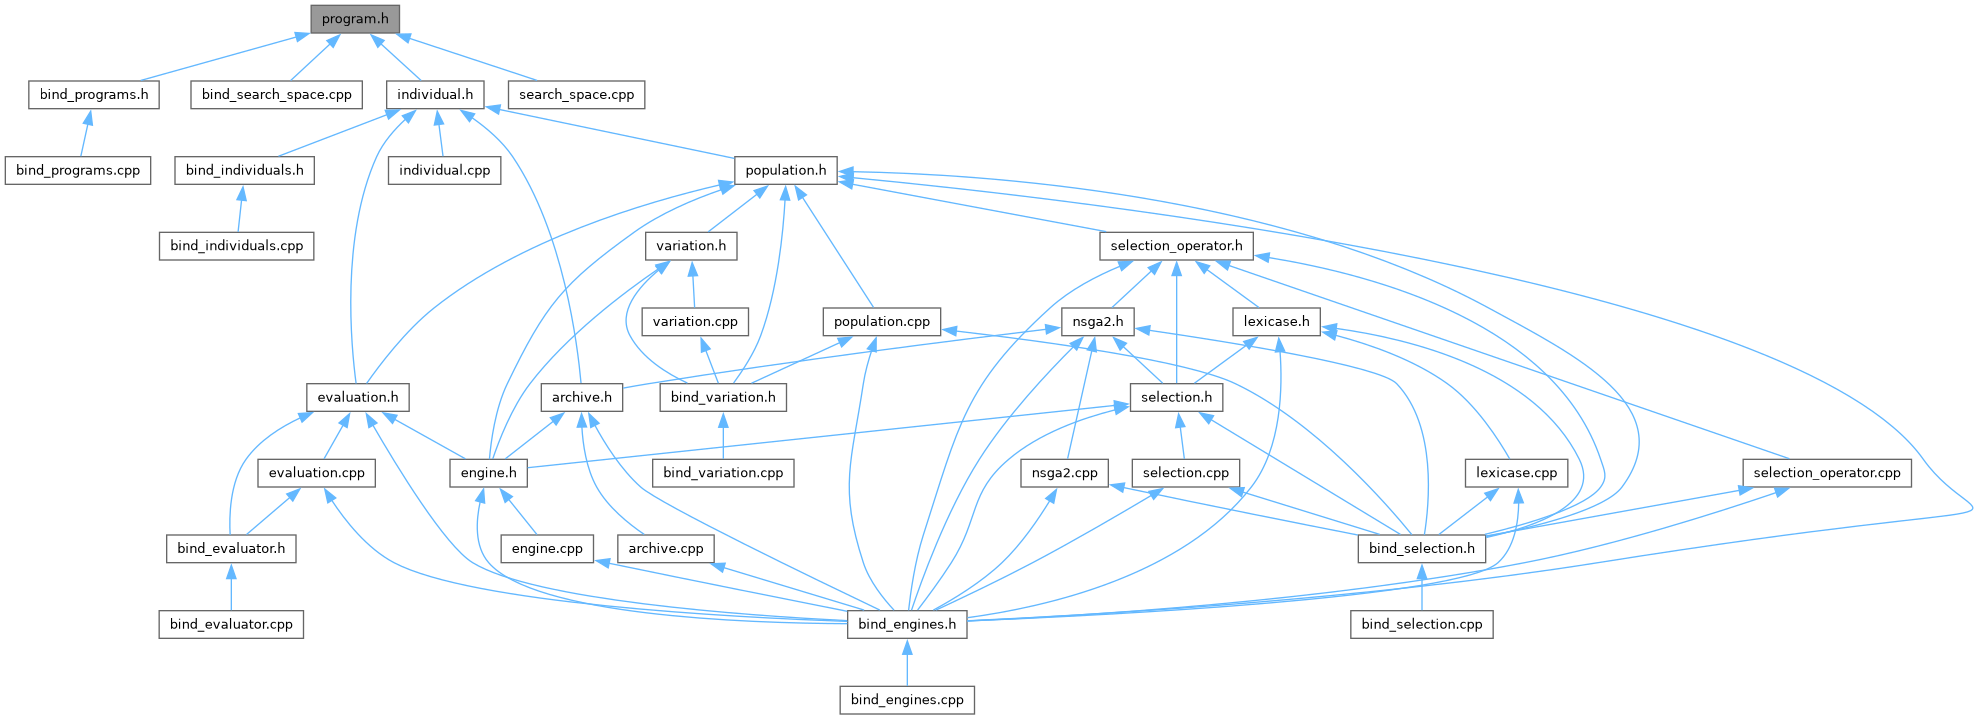 program.h
bind_programs.h
bind_search_space.cpp
individual.h
search_space.cpp
bind_programs.cpp
bind_individuals.h
individual.cpp
population.h
bind_individuals.cpp
variation.h
selection_operator.h
variation.cpp
population.cpp
nsga2.h
lexicase.h
evaluation.h
archive.h
bind_variation.h
selection.h
evaluation.cpp
engine.h
bind_variation.cpp
nsga2.cpp
selection.cpp
lexicase.cpp
selection_operator.cpp
bind_evaluator.h
engine.cpp
archive.cpp
bind_selection.h
bind_evaluator.cpp
bind_engines.h
bind_selection.cpp
bind_engines.cpp